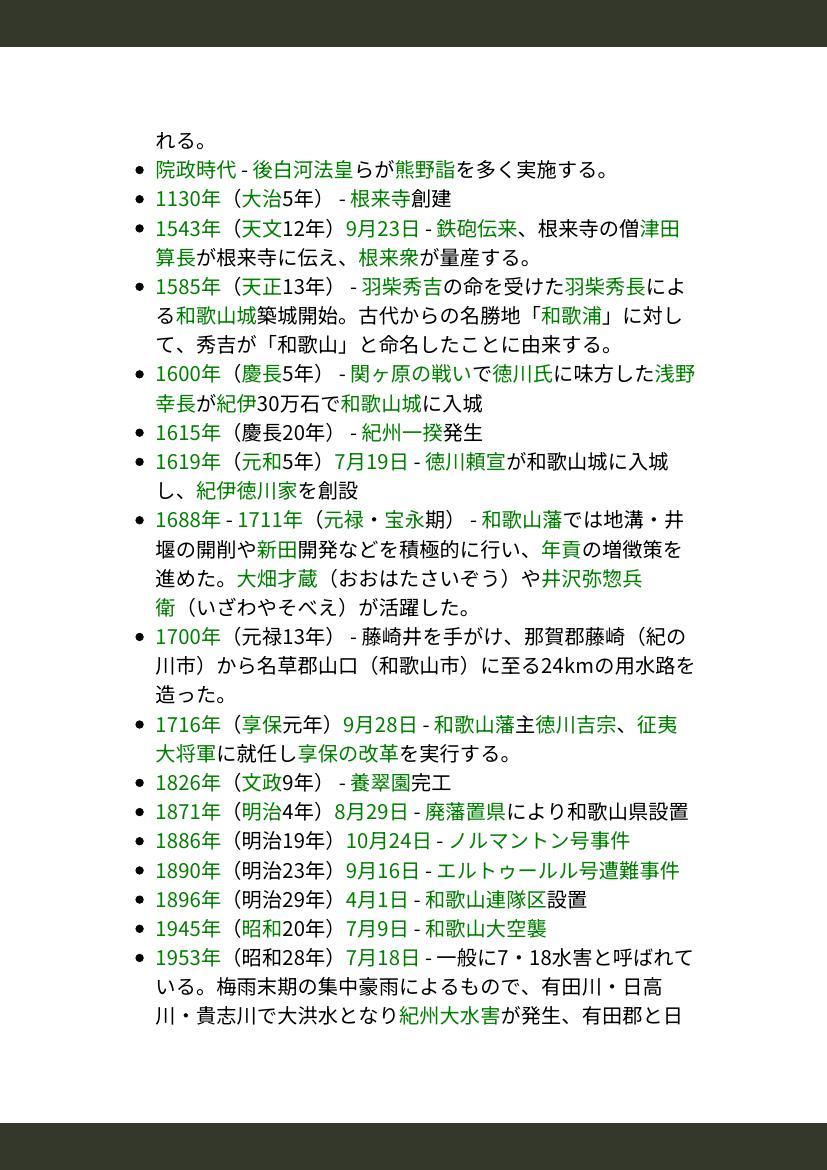 れる。
院政時代 - 後白河法皇らが熊野詣を多く実施する。
1130年（大治5年） - 根来寺創建
1543年（天文12年）9月23日 - 鉄砲伝来、根来寺の僧津田
算長が根来寺に伝え、根来衆が量産する。
1585年（天正13年） - 羽柴秀吉の命を受けた羽柴秀長によ
る和歌山城築城開始。古代からの名勝地「和歌浦」に対し
て、秀吉が「和歌山」と命名したことに由来する。
1600年（慶長5年） - 関ヶ原の戦いで徳川氏に味方した浅野
幸長が紀伊30万石で和歌山城に入城
1615年（慶長20年） - 紀州一揆発生
1619年（元和5年）7月19日 - 徳川頼宣が和歌山城に入城
し、紀伊徳川家を創設
1688年 - 1711年（元禄・宝永期） - 和歌山藩では地溝・井
堰の開削や新田開発などを積極的に行い、年貢の増徴策を
進めた。大畑才蔵（おおはたさいぞう）や井沢弥惣兵
衛（いざわやそべえ）が活躍した。
1700年（元禄13年） - 藤崎井を手がけ、那賀郡藤崎（紀の
川市）から名草郡山口（和歌山市）に至る24kmの用水路を
造った。
1716年（享保元年）9月28日 - 和歌山藩主徳川吉宗、征夷
大将軍に就任し享保の改革を実行する。
1826年（文政9年） - 養翠園完工
1871年（明治4年）8月29日 - 廃藩置県により和歌山県設置
1886年（明治19年）10月24日 - ノルマントン号事件
1890年（明治23年）9月16日 - エルトゥールル号遭難事件
1896年（明治29年）4月1日 - 和歌山連隊区設置
1945年（昭和20年）7月9日 - 和歌山大空襲
1953年（昭和28年）7月18日 - 一般に7・18水害と呼ばれて
いる。梅雨末期の集中豪雨によるもので、有田川・日高
川・貴志川で大洪水となり紀州大水害が発生、有田郡と日